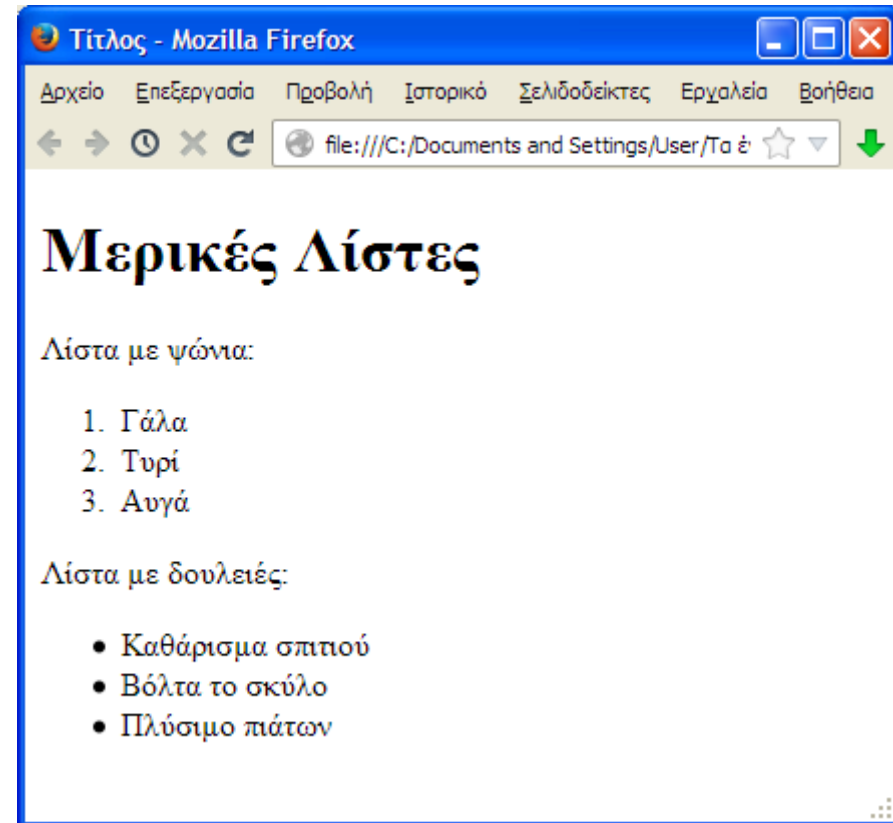 Τίτλος - Mozilla Firefox
Αρχείο Επεξεργασία Προβολή Ιστορικό Σελιδοδείκτες Εργαλεία Βοήθεια
file:///C:/Documents and Settings/User/Τα έ
Μερικές Λίστες
Λίστα με ψώνια:
1. Γάλα
2. Τυρί
3. Αυγά
Λίστα με δουλειές:
• Καθάρισμα σπιτιού
• Βόλτα το σκύλο
• Πλύσιμο πιάτων